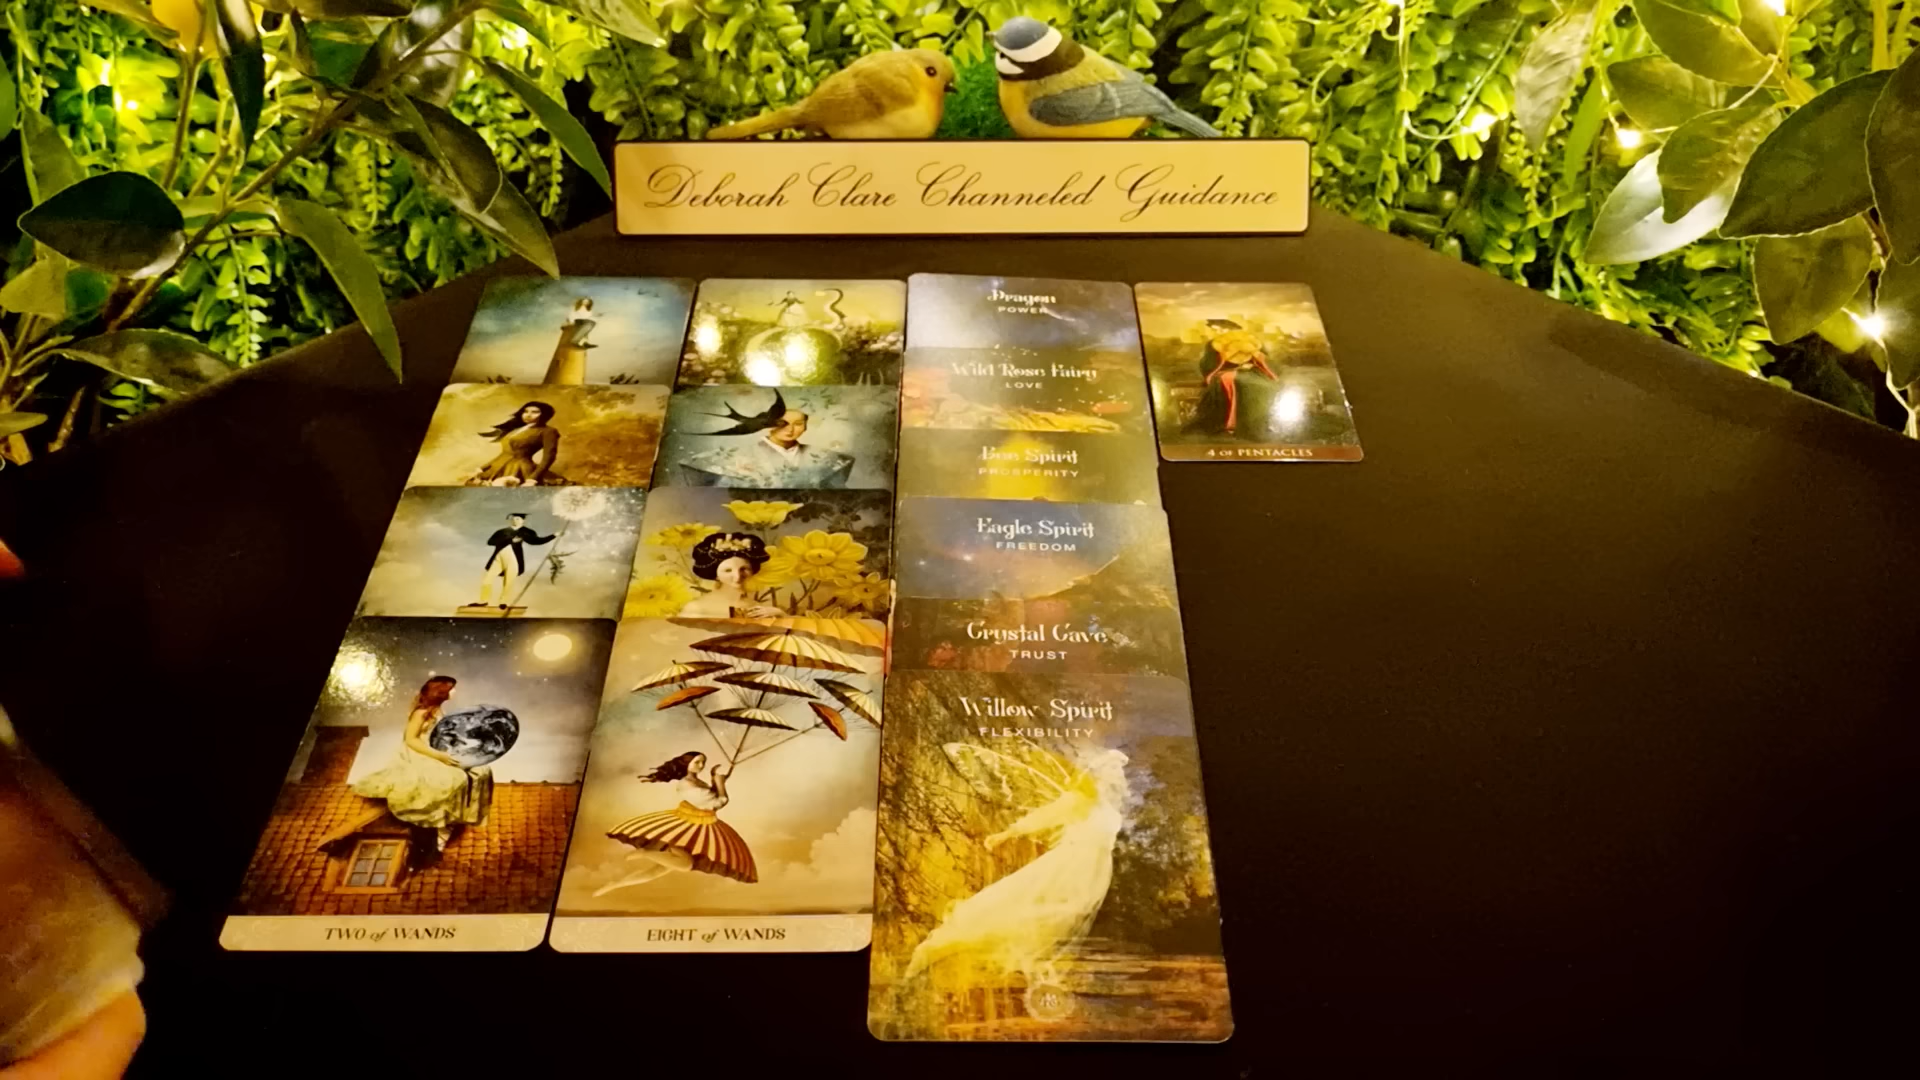 Deborah Clare Channeled Guidance
Dragon
POWER
Wild Rose Fairy
LOVE
Bee Spirit
PROSPERITY
4 OF PENTACLES
Eagle Spirit
FREEDOM
Crystal Cave
TRUST
Willow Spirit
FLEXIBILITY
TWO of WANDS
EIGHT of WANDS